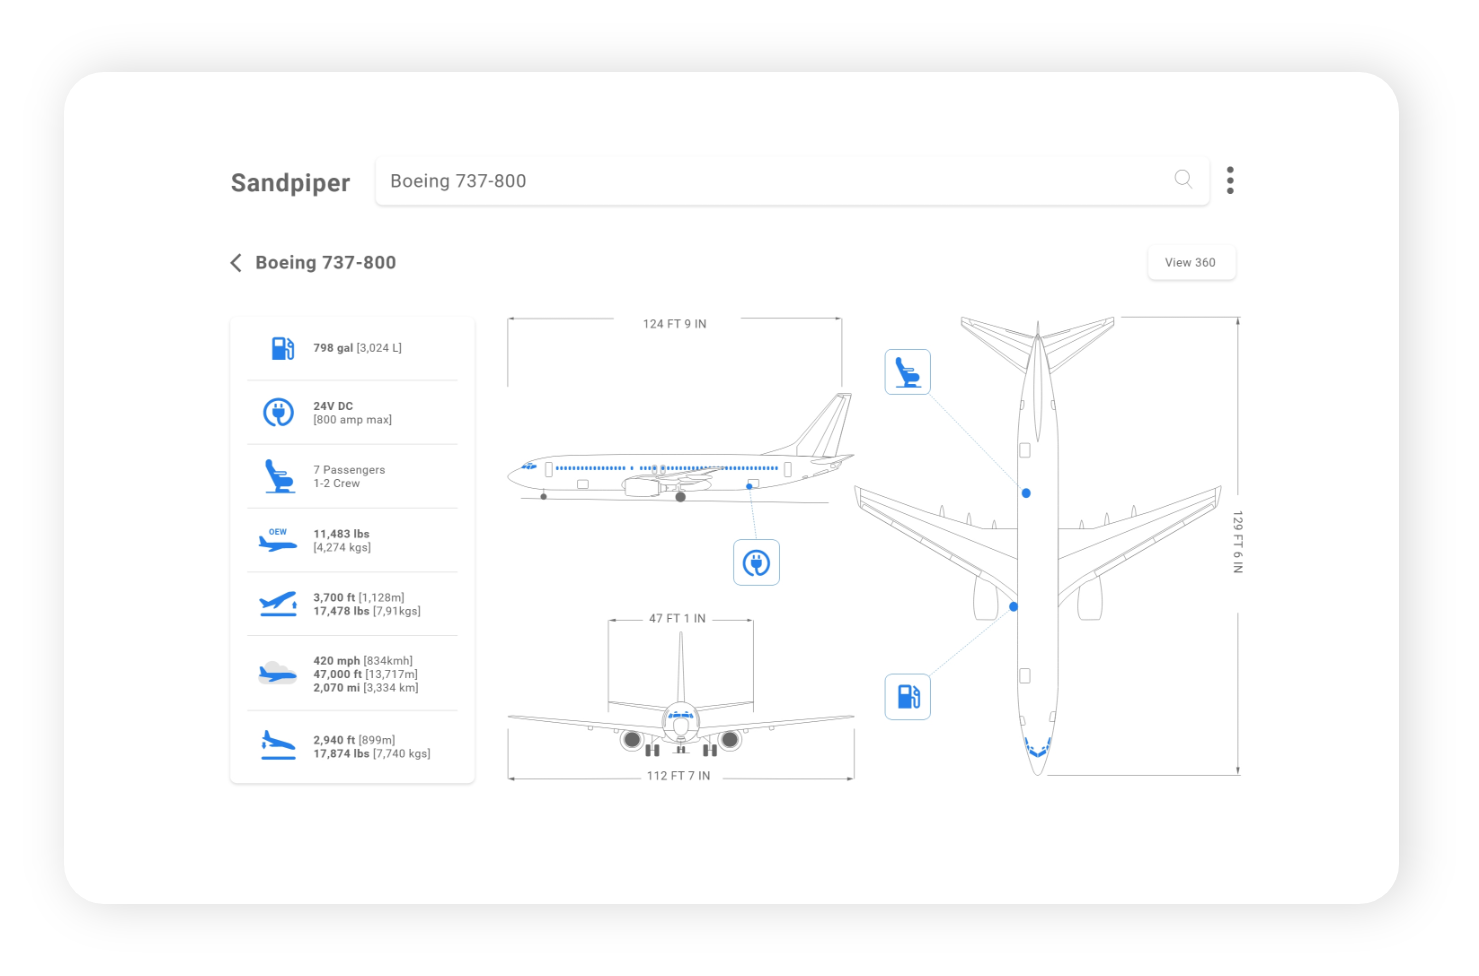 Sandpiper
Boeing 737-800
Boeing 737-800
View 360
798 gal [3,024 L]
24V DC
[800 amp max]
7 Passengers
1-2 Crew
OEW
11,483 lbs
[4,274 kgs]
3,700 ft [1,128m]
17,478 lbs [7,91kgs]
420 mph [834kmh]
47,000 ft [13,717m]
2,070 mi [3,334 km]
2,940 ft [899m]
17,874 lbs [7,740 kgs]
124 FT 9 IN
47 FT 1 IN
112 FT 7 IN
129 FT 6 IN